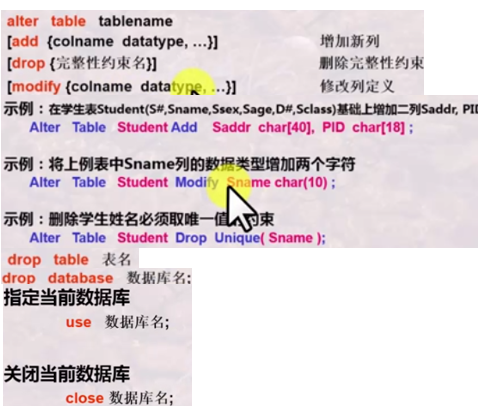 alter table tablename
[add {colname datatype, …}] 增加新列
[drop {完整性约束名}] 删除完整性约束
[modify {colname datatype, …}] 修改列定义
示例：在学生表Student(S#,Sname,Ssex,Sage,D#,Sclass)基础上增加二列Saddr, PID
Alter Table Student Add Saddr char[40], PID char[18] ;
示例：将上例表中Sname列的数据类型增加两个字符
Alter Table Student Modify Sname char(10) ;
示例：删除学生姓名必须取唯一值 约束
Alter Table Student Drop Unique( Sname );
drop table 表名
drop database 数据库名;
指定当前数据库
use 数据库名;
关闭当前数据库
close 数据库名;